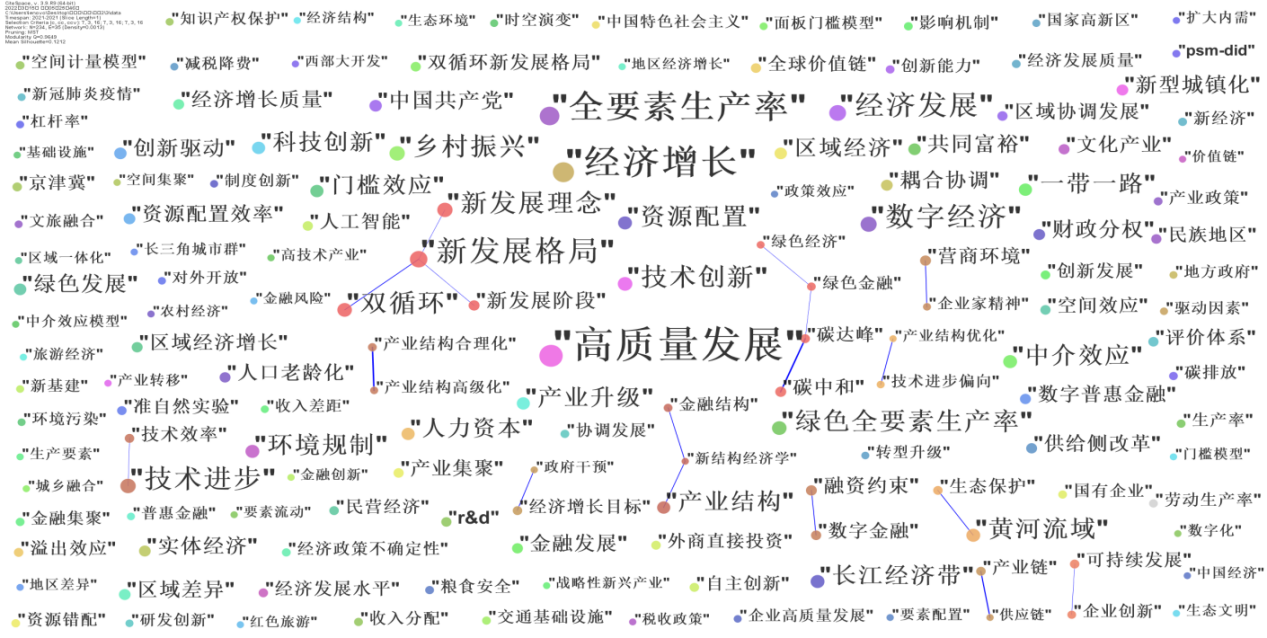 CiteSpace, v. 5.8.R3 (64-bit)
"知识产权保护" "经济结构" "生态环境" "时空演变" "中国特色社会主义" "面板门槛模型" "影响机制" "国家高新区" "扩大内需"
"空间计量模型" "减税降费" "西部大开发" "双循环新发展格局" "地区经济增长" "全球价值链" "创新能力" "经济发展质量" "psm-did"
"新冠肺炎疫情" "经济增长质量" "中国共产党" "全要素生产率" "经济发展" "区域协调发展" "新型城镇化"
"杠杆率" "新经济"
"基础设施" "创新驱动" "科技创新" "乡村振兴" "经济增长" "区域经济" "共同富裕" "文化产业" "价值链"
"京津冀" "空间集聚" "制度创新" "门槛效应" "政策效应" "耦合协调" "一带一路" "产业政策"
"文旅融合" "资源配置效率" "人工智能" "新发展理念" "资源配置" "数字经济" "财政分权" "民族地区"
"区域一体化" "长三角城市群" "高技术产业" "新发展格局" "绿色经济" "营商环境"
"绿色发展" "对外开放" "金融风险" "技术创新" "绿色金融" "创新发展" "地方政府"
"中介效应模型" "农村经济" "双循环" "新发展阶段" "企业家精神" "空间效应" "驱动因素"
"旅游经济" "区域经济增长" "产业结构合理化" "高质量发展" "碳达峰" "产业结构优化" "中介效应" "评价体系"
"新基建" "产业转移" "人口老龄化" "产业结构高级化" "碳中和" "技术进步偏向" "数字普惠金融" "碳排放"
"环境污染" "准自然实验" "收入差距" "产业升级" "金融结构" "绿色全要素生产率" "生产率"
"生产要素" "技术效率" "环境规制" "人力资本" "协调发展" "转型升级" "供给侧改革" "门槛模型"
"城乡融合" "技术进步" "金融创新" "产业集聚" "政府干预" "新结构经济学" "融资约束" "生态保护" "国有企业" "劳动生产率"
"金融集聚" "普惠金融" "要素流动" "民营经济" "r&d" "经济增长目标" "产业结构" "数字金融" "黄河流域" "数字化"
"溢出效应" "实体经济" "经济政策不确定性" "金融发展" "外商直接投资" "可持续发展"
"地区差异" "区域差异" "经济发展水平" "粮食安全" "战略性新兴产业" "自主创新" "长江经济带" "产业链" "中国经济"
"资源错配" "研发创新" "红色旅游" "收入分配" "交通基础设施" "税收政策" "企业高质量发展" "要素配置" "供应链" "企业创新" "生态文明"